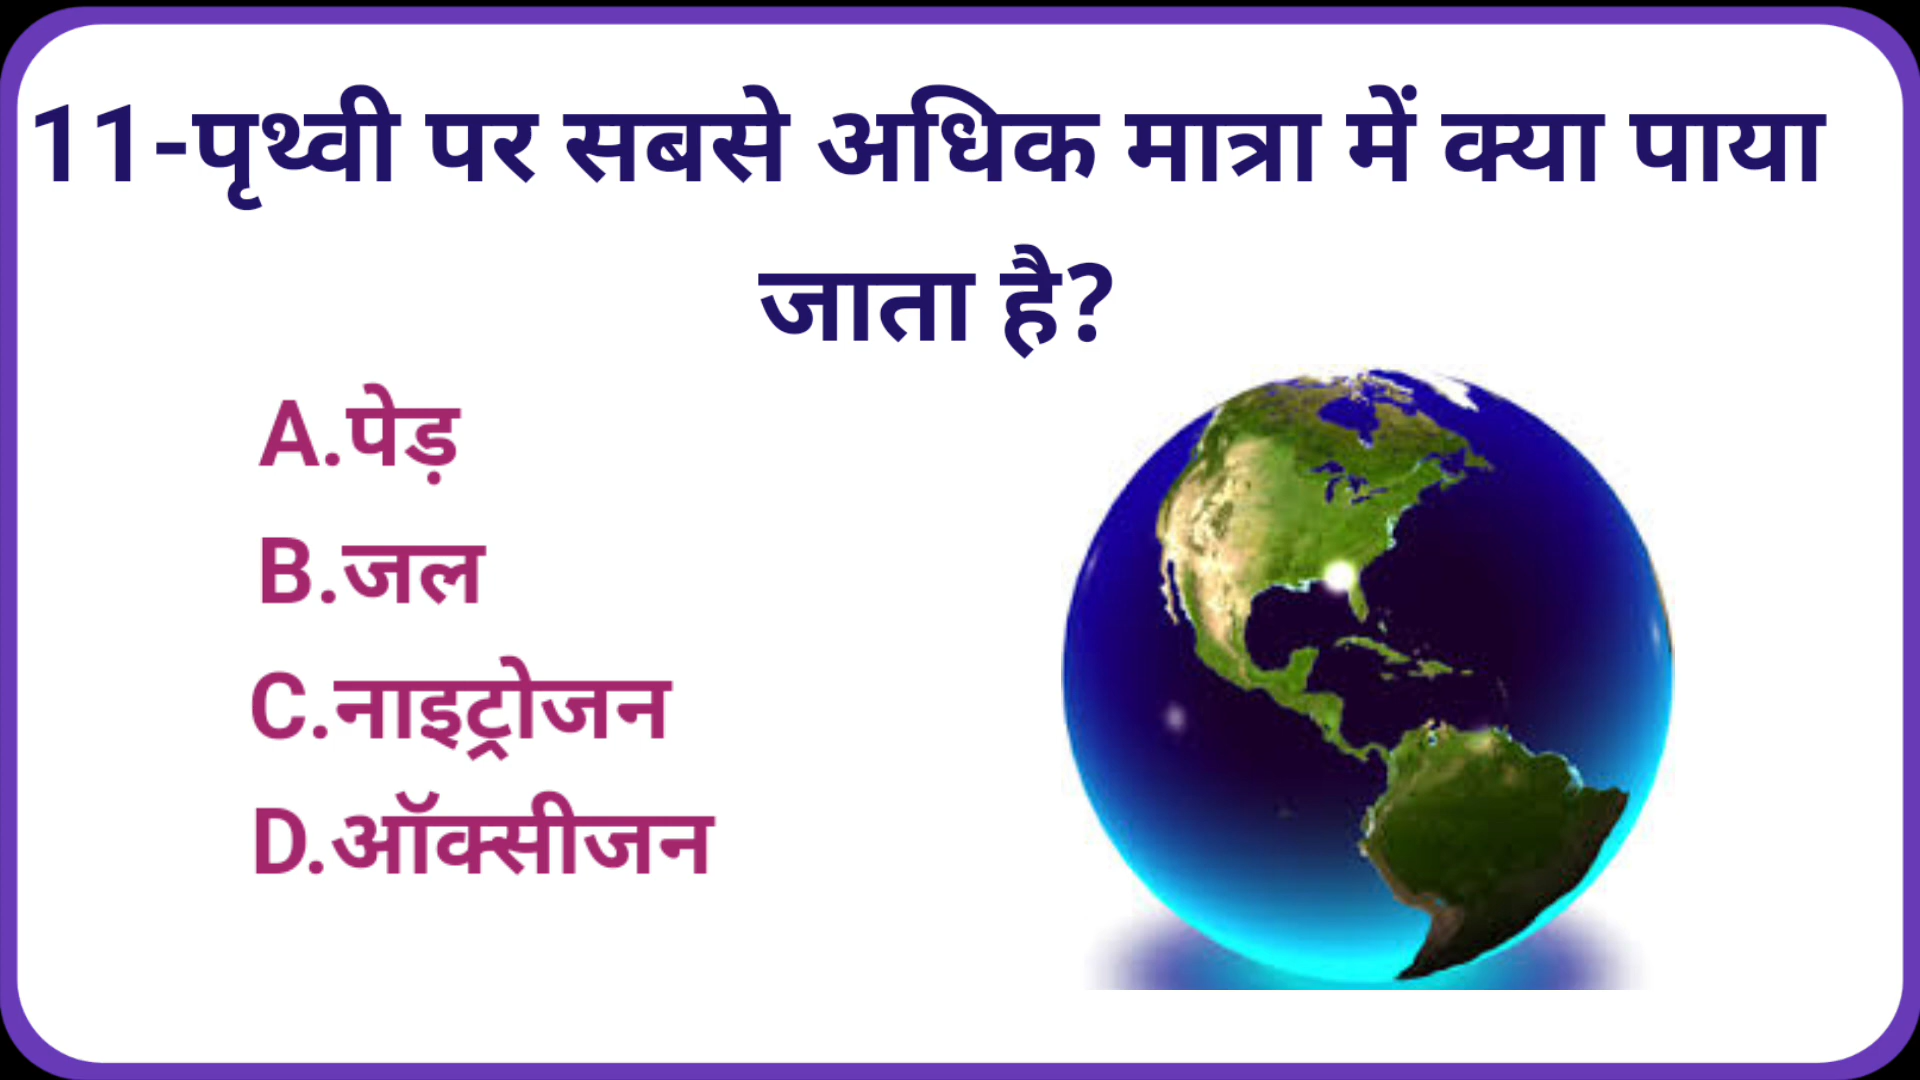 11-पृथ्वी पर सबसे अधिक मात्रा में क्या पाया
जाता है?
A.पेड़
B.जल
C.नाइट्रोजन
D.ऑक्सीजन